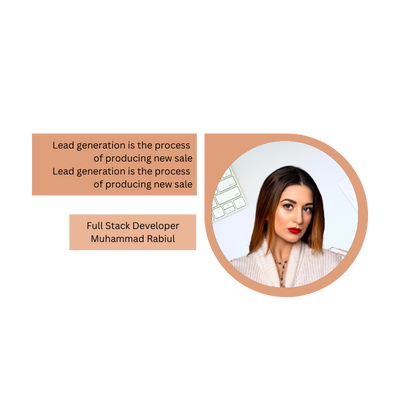 Lead generation is the process
of producing new sale
Lead generation is the process
of producing new sale
Full Stack Developer
Muhammad Rabiul